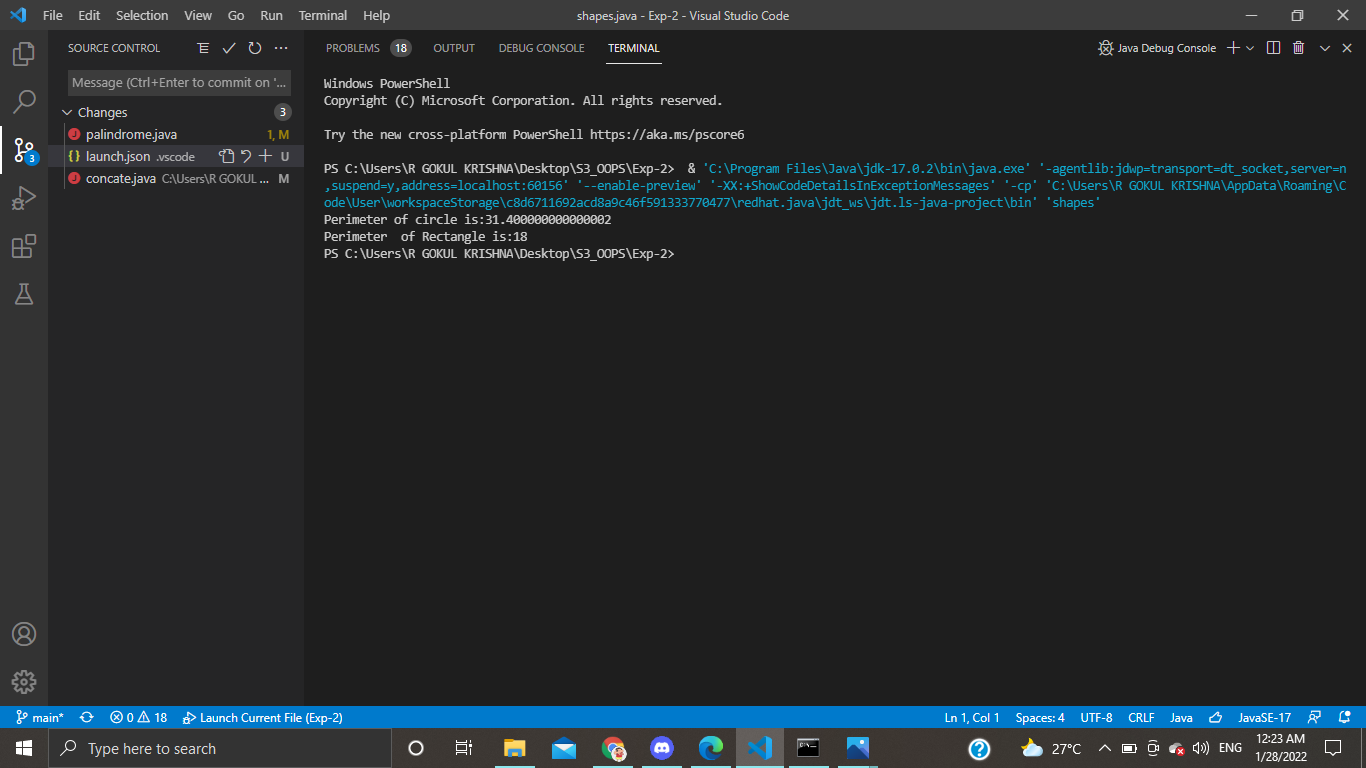 File Edit Selection View Go Run Terminal Help shapes.java - Exp-2 - Visual Studio Code
SOURCE CONTROL
Message (Ctrl+Enter to commit on '...
Changes 3
palindrome.java 1, M
launch.json .vscode U
concate.java C:\Users\R GOKUL ... M
3
PROBLEMS 18 OUTPUT DEBUG CONSOLE TERMINAL Java Debug Console
Windows PowerShell
Copyright (C) Microsoft Corporation. All rights reserved.
Try the new cross-platform PowerShell https://aka.ms/pscore6
PS C:\Users\R GOKUL KRISHNA\Desktop\S3_OOPS\Exp-2>  & 'C:\Program Files\Java\jdk-17.0.2\bin\java.exe' '-agentlib:jdwp=transport=dt_socket,server=n
,suspend=y,address=localhost:60156' '--enable-preview' '-XX:+ShowCodeDetailsInExceptionMessages' '-cp' 'C:\Users\R GOKUL KRISHNA\AppData\Roaming\C
ode\User\workspaceStorage\c8d6711692acd8a9c46f591333770477\redhat.java\jdt_ws\jdt.ls-java-project\bin' 'shapes'
Perimeter of circle is:31.400000000000002
Perimeter  of Rectangle is:18
PS C:\Users\R GOKUL KRISHNA\Desktop\S3_OOPS\Exp-2>
main* 0 18 Launch Current File (Exp-2) Ln 1, Col 1 Spaces: 4 UTF-8 CRLF Java JavaSE-17
Type here to search 27°C ENG 12:23 AM
1/28/2022